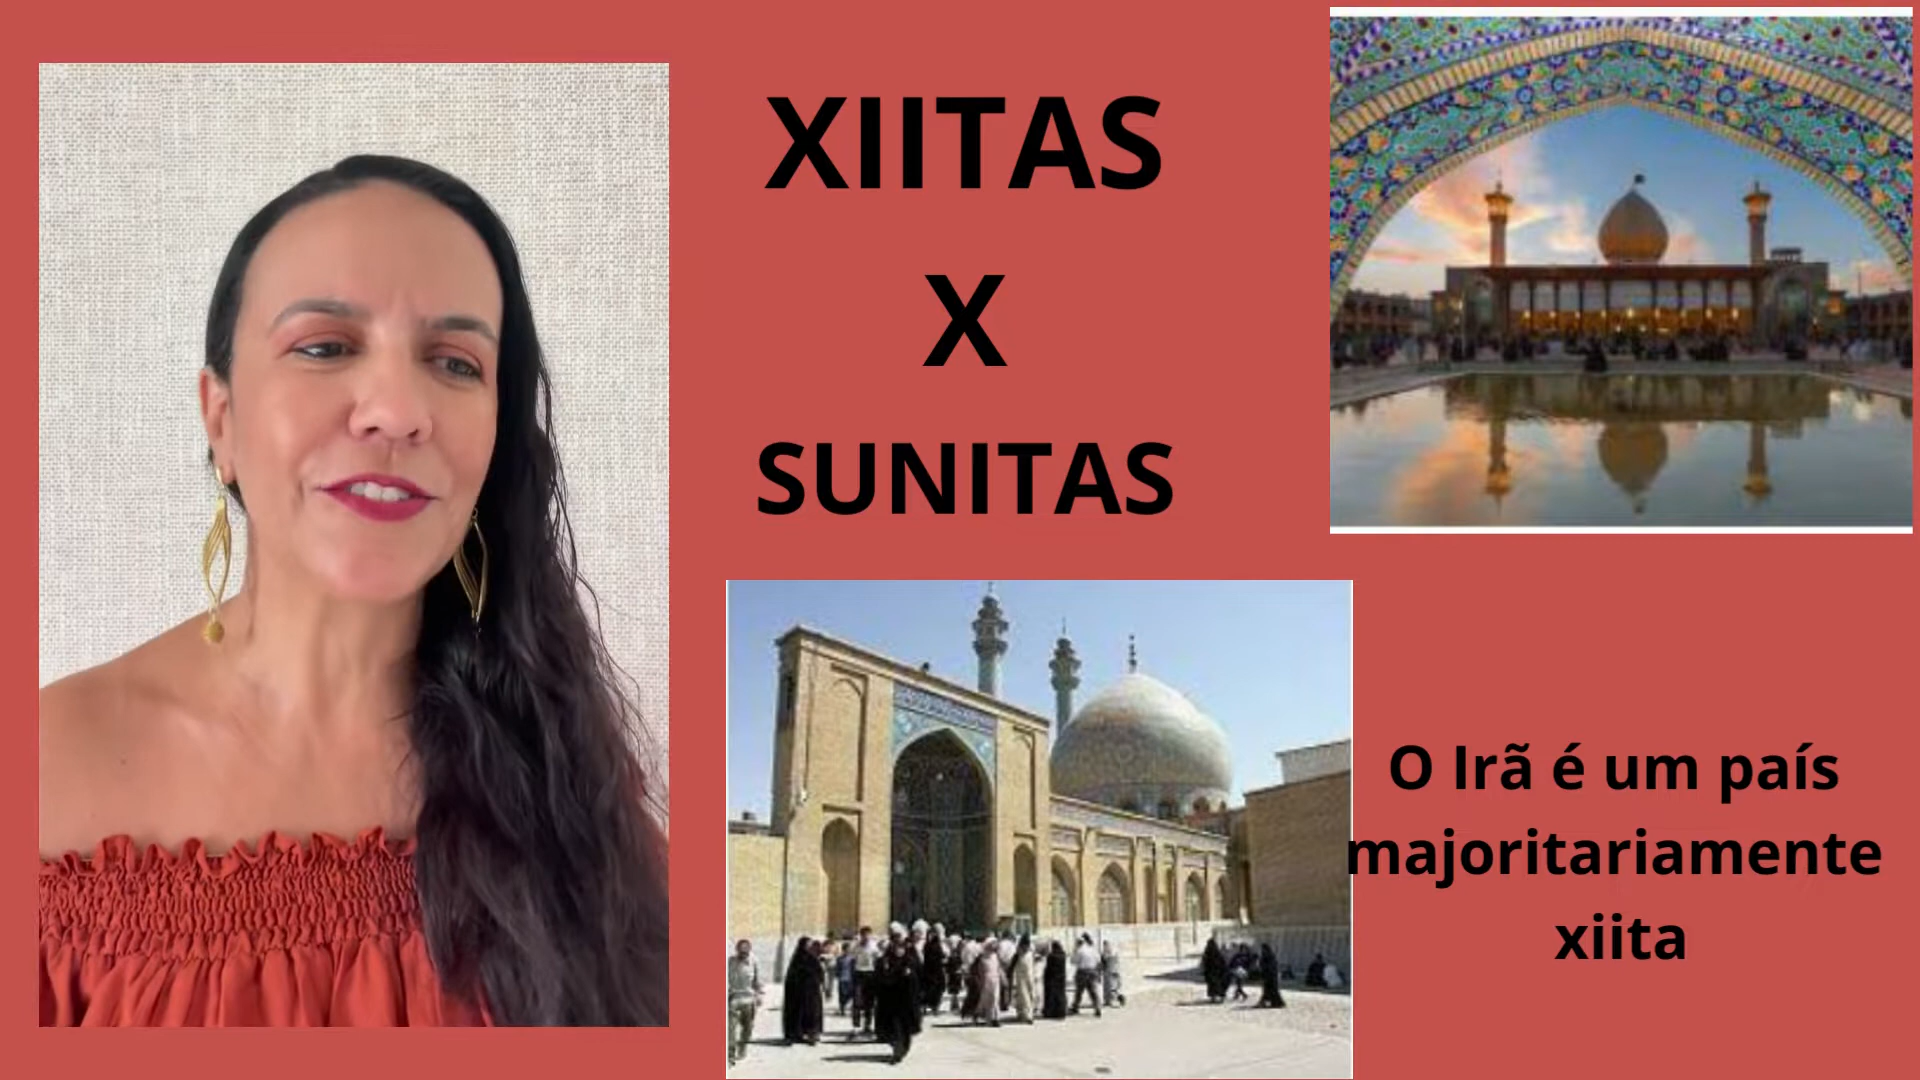 XIITAS
X
SUNITAS
O Irã é um país
majoritariamente
xiita